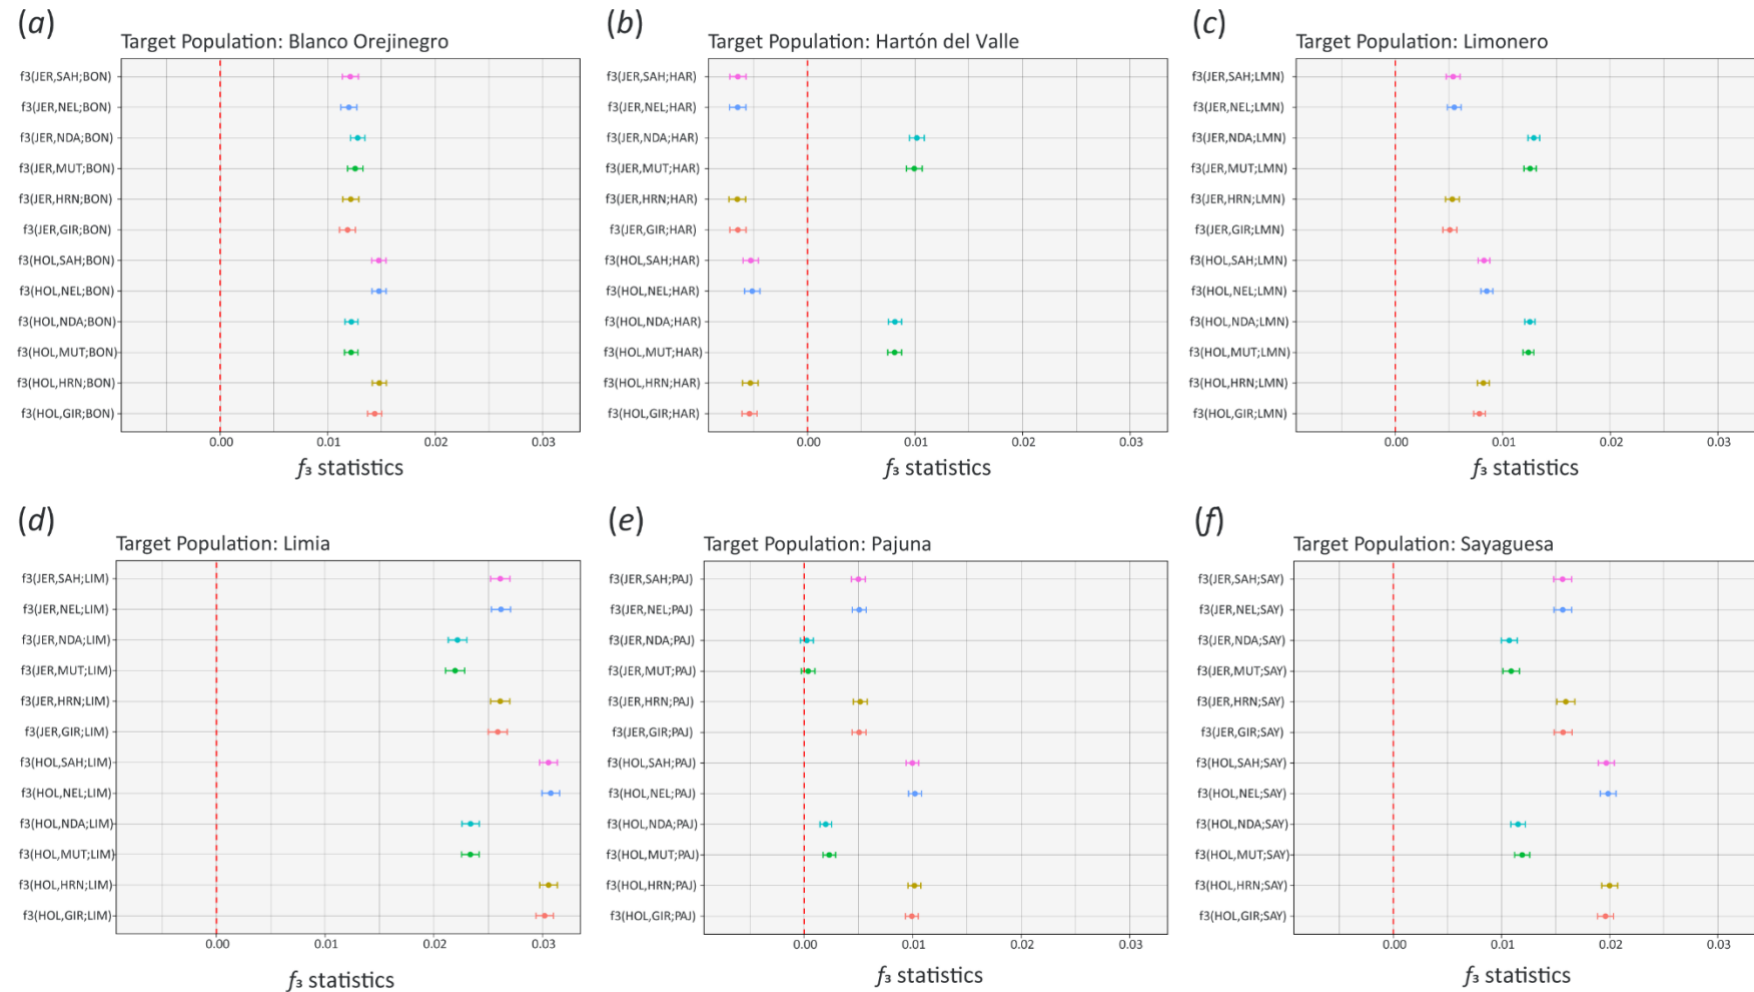 (a)
Target Population: Blanco Orejinegro
f3(JER,SAH;BON)
f3(JER,NEL;BON)
f3(JER,NDA;BON)
f3(JER,MUT;BON)
f3(JER,HRN;BON)
f3(JER,GIR;BON)
f3(HOL,SAH;BON)
f3(HOL,NEL;BON)
f3(HOL,NDA;BON)
f3(HOL,MUT;BON)
f3(HOL,HRN;BON)
f3(HOL,GIR;BON)
0.00 0.01 0.02 0.03
f₃ statistics
(b)
Target Population: Hartón del Valle
f3(JER,SAH;HAR)
f3(JER,NEL;HAR)
f3(JER,NDA;HAR)
f3(JER,MUT;HAR)
f3(JER,HRN;HAR)
f3(JER,GIR;HAR)
f3(HOL,SAH;HAR)
f3(HOL,NEL;HAR)
f3(HOL,NDA;HAR)
f3(HOL,MUT;HAR)
f3(HOL,HRN;HAR)
f3(HOL,GIR;HAR)
0.00 0.01 0.02 0.03
f₃ statistics
(c)
Target Population: Limonero
f3(JER,SAH;LMN)
f3(JER,NEL;LMN)
f3(JER,NDA;LMN)
f3(JER,MUT;LMN)
f3(JER,HRN;LMN)
f3(JER,GIR;LMN)
f3(HOL,SAH;LMN)
f3(HOL,NEL;LMN)
f3(HOL,NDA;LMN)
f3(HOL,MUT;LMN)
f3(HOL,HRN;LMN)
f3(HOL,GIR;LMN)
0.00 0.01 0.02 0.03
f₃ statistics
(d)
Target Population: Limia
f3(JER,SAH;LIM)
f3(JER,NEL;LIM)
f3(JER,NDA;LIM)
f3(JER,MUT;LIM)
f3(JER,HRN;LIM)
f3(JER,GIR;LIM)
f3(HOL,SAH;LIM)
f3(HOL,NEL;LIM)
f3(HOL,NDA;LIM)
f3(HOL,MUT;LIM)
f3(HOL,HRN;LIM)
f3(HOL,GIR;LIM)
0.00 0.01 0.02 0.03
f₃ statistics
(e)
Target Population: Pajuna
f3(JER,SAH;PAJ)
f3(JER,NEL;PAJ)
f3(JER,NDA;PAJ)
f3(JER,MUT;PAJ)
f3(JER,HRN;PAJ)
f3(JER,GIR;PAJ)
f3(HOL,SAH;PAJ)
f3(HOL,NEL;PAJ)
f3(HOL,NDA;PAJ)
f3(HOL,MUT;PAJ)
f3(HOL,HRN;PAJ)
f3(HOL,GIR;PAJ)
0.00 0.01 0.02 0.03
f₃ statistics
(f)
Target Population: Sayaguesa
f3(JER,SAH;SAY)
f3(JER,NEL;SAY)
f3(JER,NDA;SAY)
f3(JER,MUT;SAY)
f3(JER,HRN;SAY)
f3(JER,GIR;SAY)
f3(HOL,SAH;SAY)
f3(HOL,NEL;SAY)
f3(HOL,NDA;SAY)
f3(HOL,MUT;SAY)
f3(HOL,HRN;SAY)
f3(HOL,GIR;SAY)
0.00 0.01 0.02 0.03
f₃ statistics